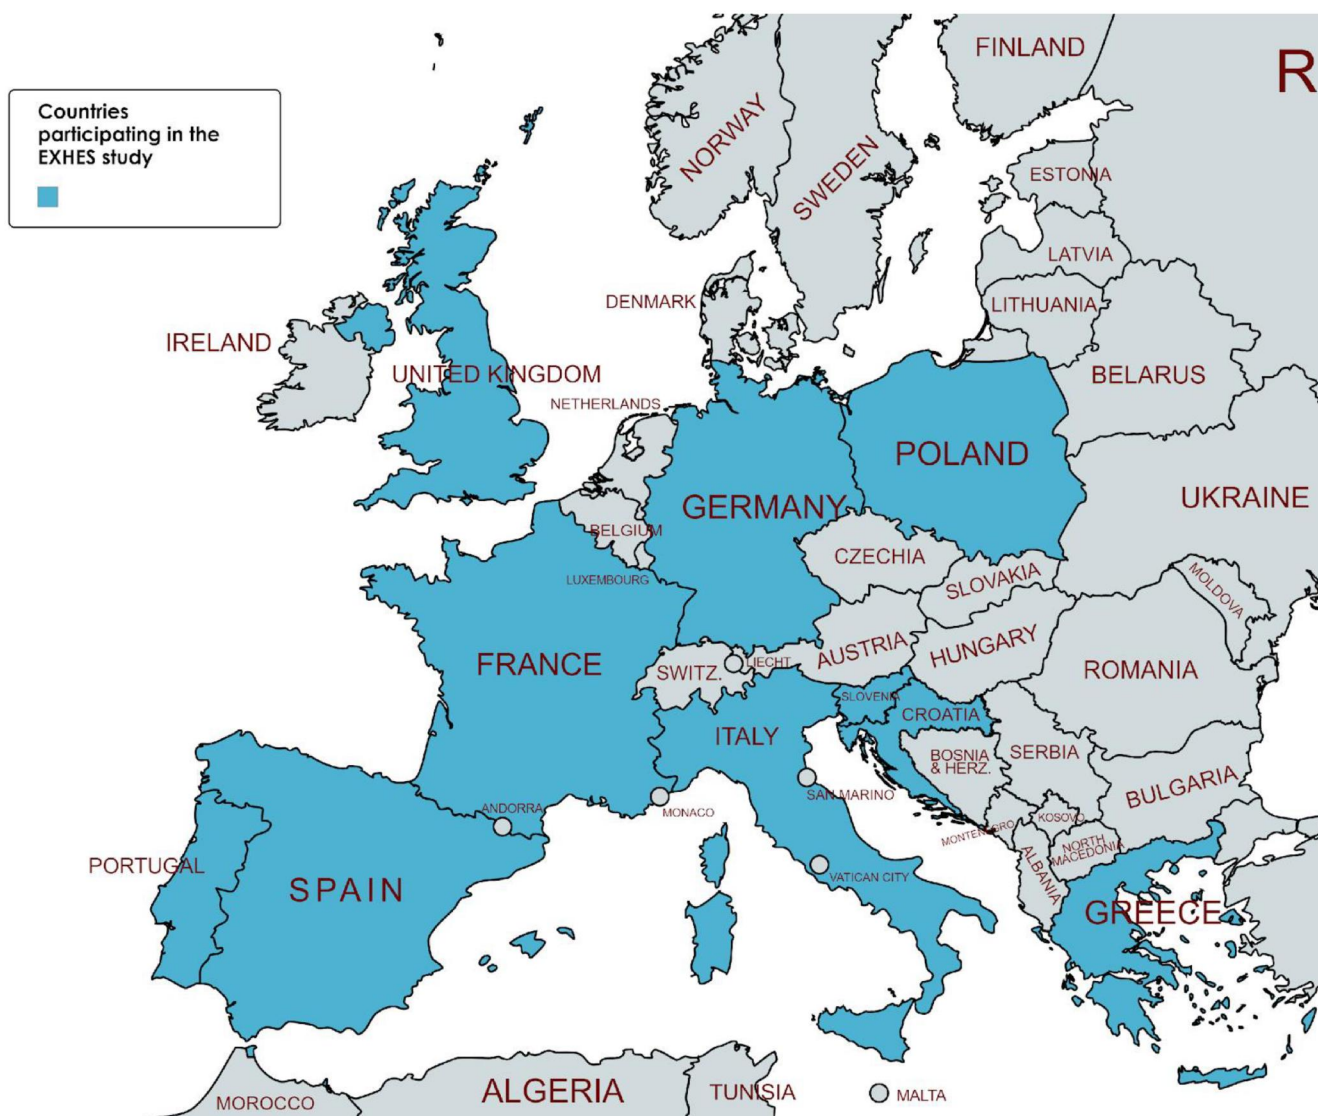 Countries
participating in the
EXHES study
R
FINLAND
NORWAY
SWEDEN
ESTONIA
LATVIA
LITHUANIA
DENMARK
IRELAND
UNITED KINGDOM
BELARUS
NETHERLANDS
POLAND
GERMANY
UKRAINE
BELGIUM
CZECHIA
LUXEMBOURG
SLOVAKIA
MOLDOVA
FRANCE
SWITZ.
LIECHT
AUSTRIA
HUNGARY
ROMANIA
SLOVENIA
CROATIA
ITALY
BOSNIA
& HERZ.
SERBIA
BULGARIA
SAN MARINO
ANDORRA
MONACO
MONTENEGRO
KOSOVO
NORTH
MACEDONIA
ALBANIA
PORTUGAL
SPAIN
VATICAN CITY
GREECE
MOROCCO
ALGERIA
TUNISIA
MALTA